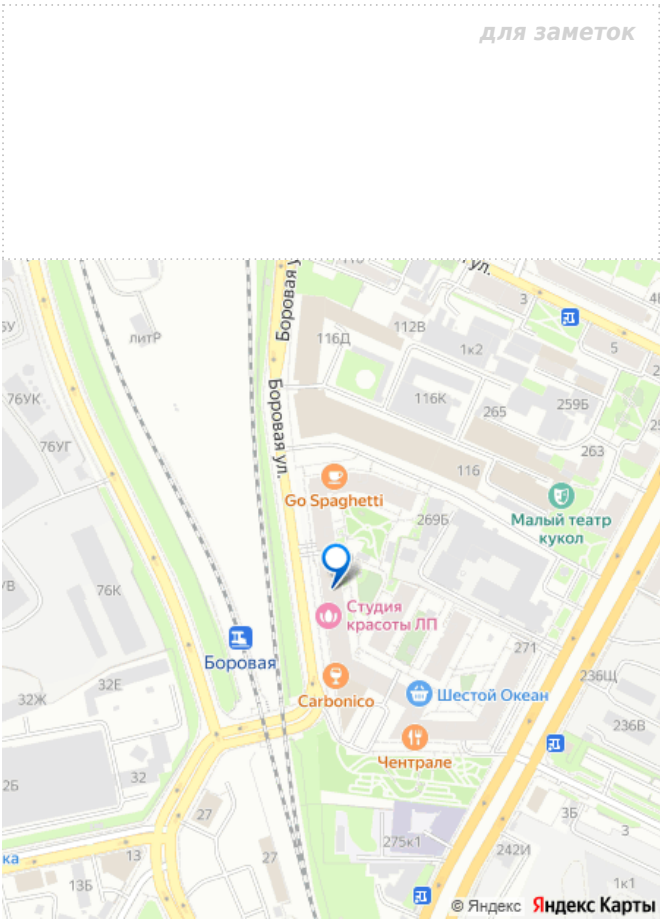 для заметок
Боровая ул.
ул.
3
116Д
112В
1к2
5
литР
76УК
116К
265
259Б
76УГ
Боровая ул.
263
116
Go Spaghetti
269Б
Малый театр
кукол
76К
Студия
красоты ЛП
Боровая
271
236Щ
32Е
32Ж
Carbonico
Шестой Океан
236В
Чентрале
32
27
3Б
3
275к1
242И
13
27
13Б
1к1
© Яндекс Яндекс Карты